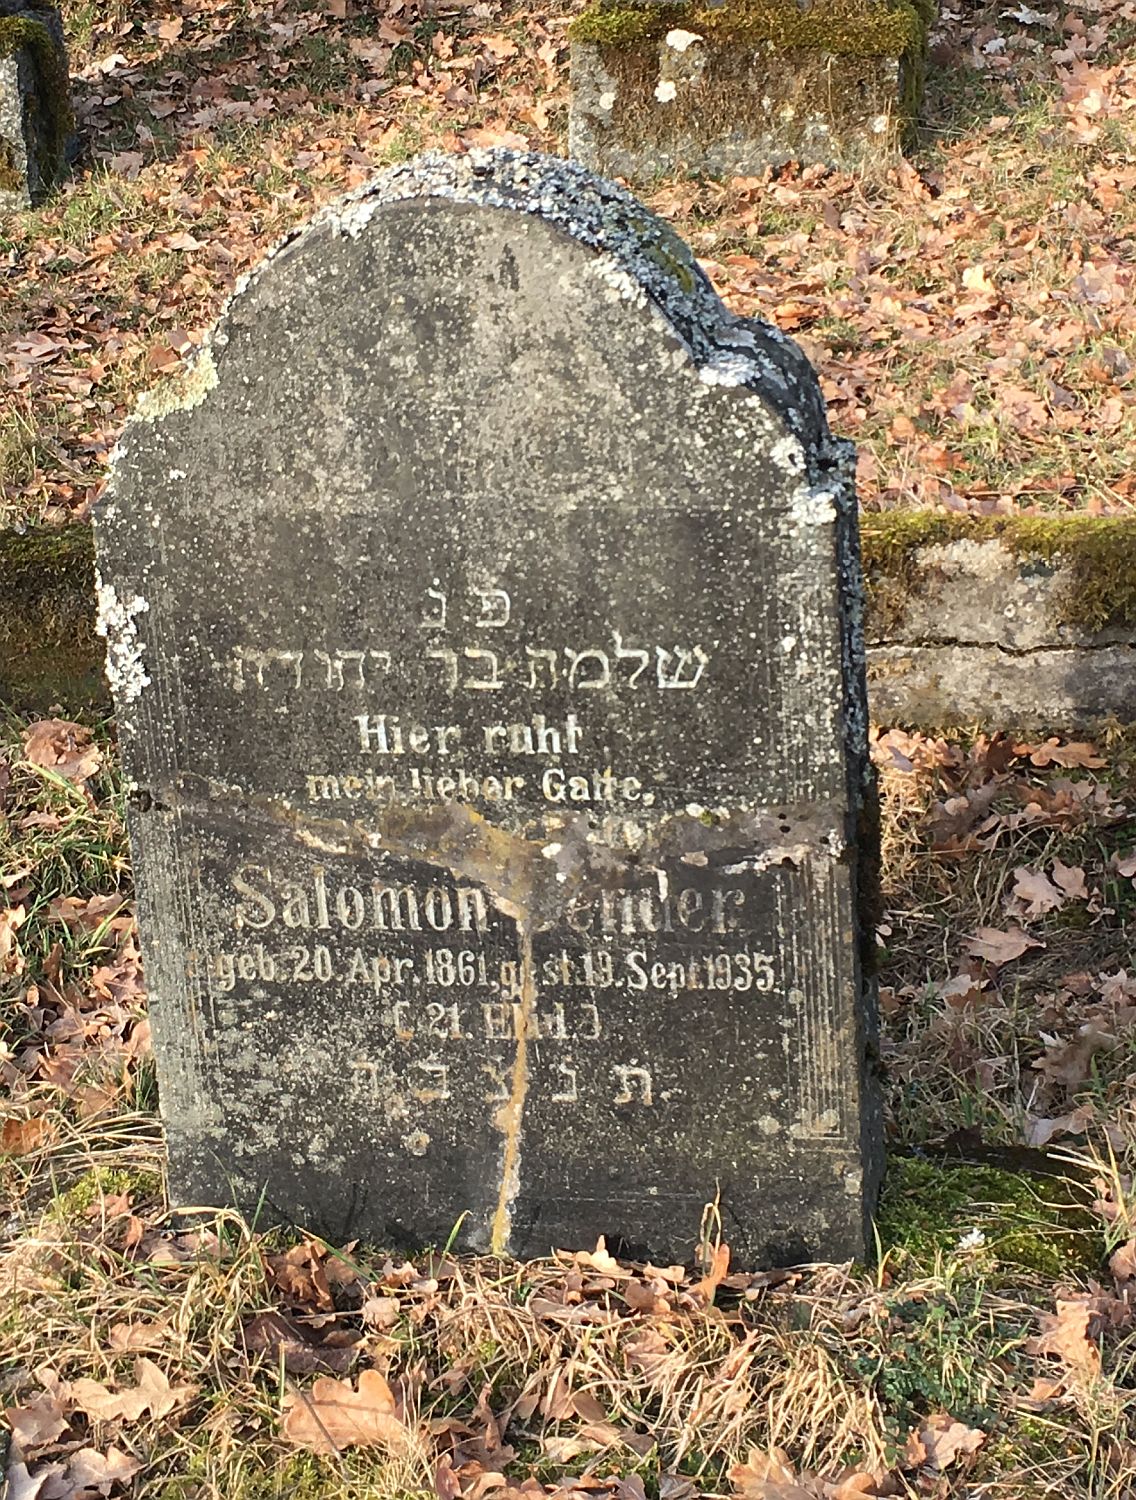 פ נ
שלמה בר יהודה
Hier ruht
mein lieber Gatte,
Salomon Bender
geb. 20. Apr. 1861, gest. 19. Sept. 1935.
[ 21. Elul. ]
ת נ צ ב ה